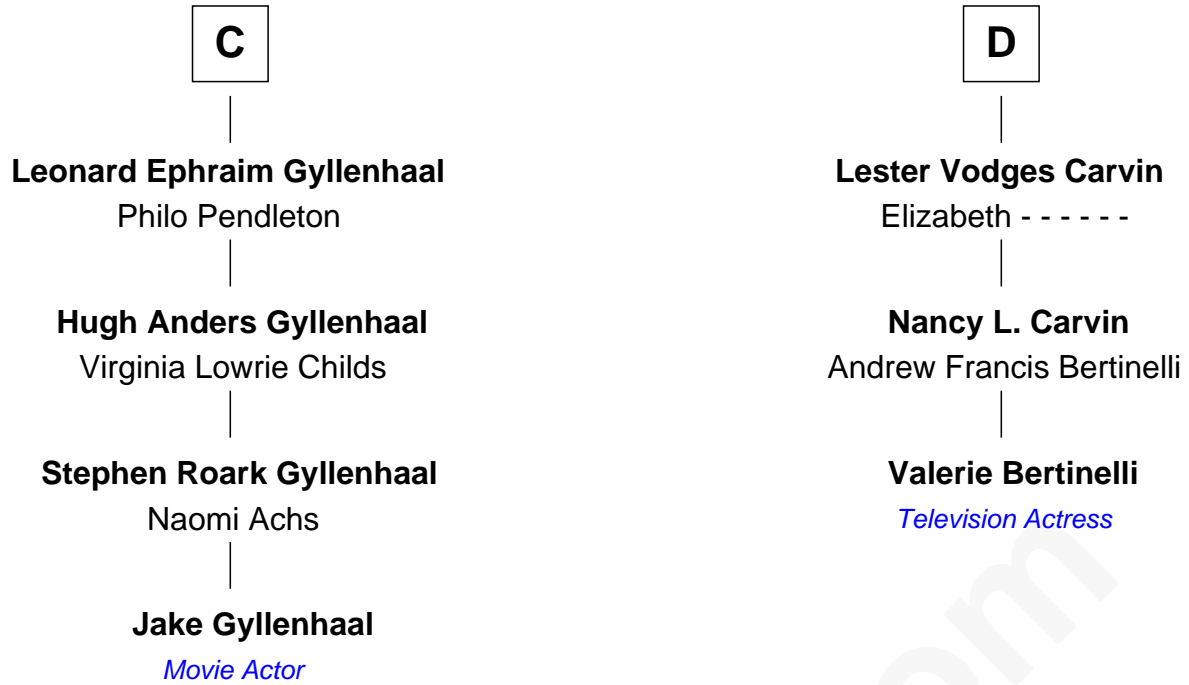 C
Leonard Ephraim Gyllenhaal
Philo Pendleton
Hugh Anders Gyllenhaal
Virginia Lowrie Childs
Stephen Roark Gyllenhaal
Naomi Achs
Jake Gyllenhaal
Movie Actor
D
Lester Vodges Carvin
Elizabeth - - - - - -
Nancy L. Carvin
Andrew Francis Bertinelli
Valerie Bertinelli
Television Actress
om